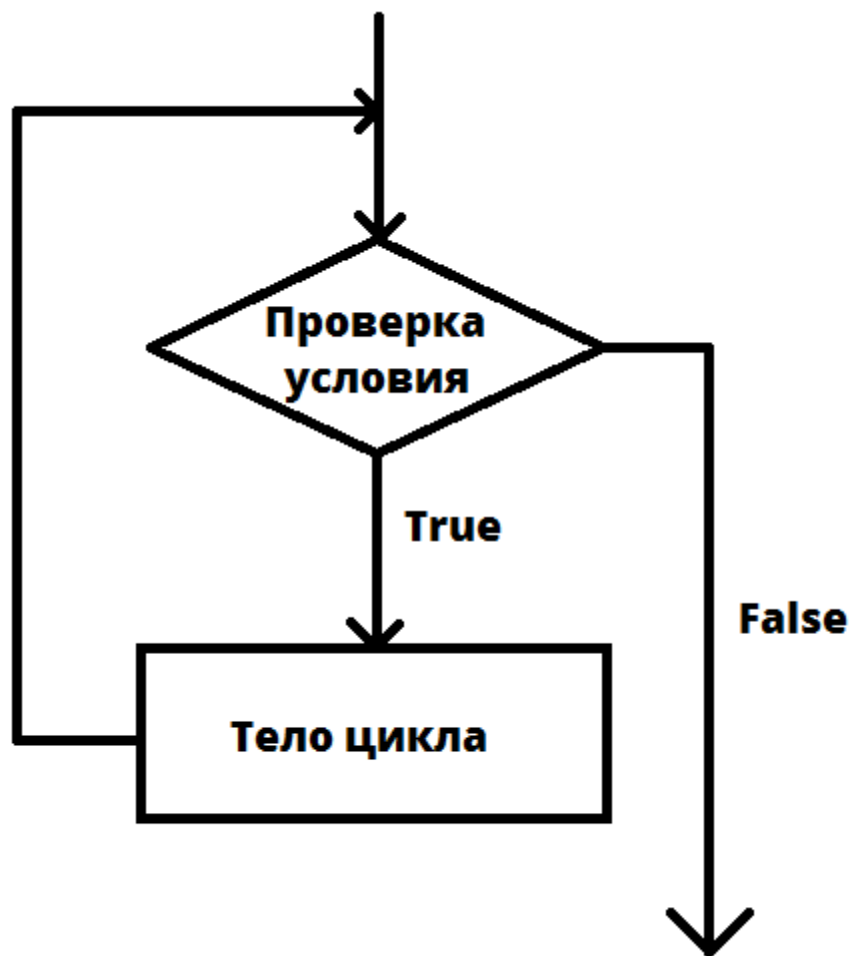 Проверка
условия
True
False
Тело цикла